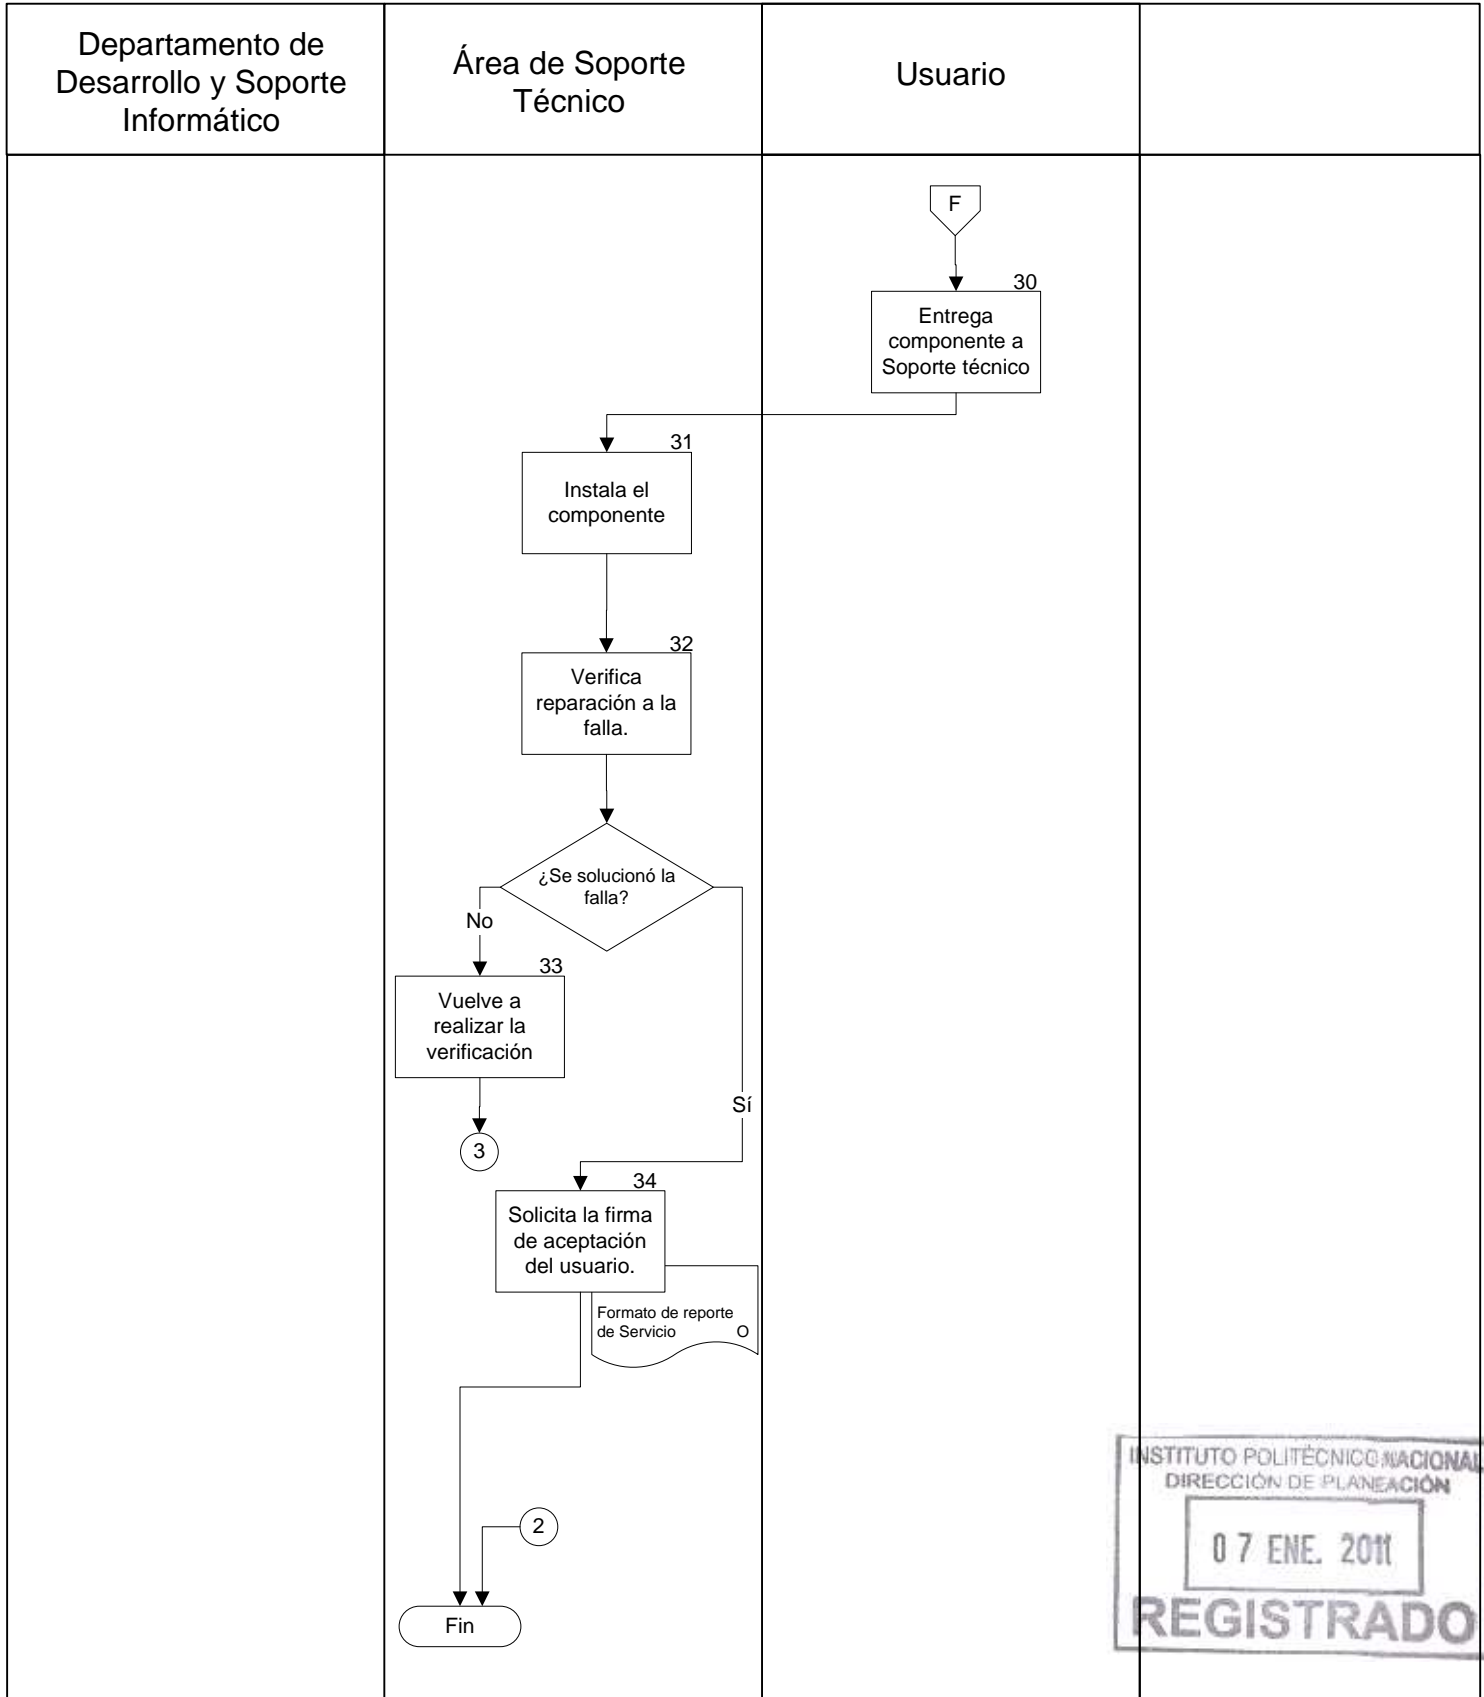 Departamento de
Desarrollo y Soporte
Informático
Área de Soporte
Técnico
Usuario
F
30
Entrega
componente a
Soporte técnico
31
Instala el
componente
32
Verifica
reparación a la
falla.
¿Se solucionó la
falla?
No
33
Vuelve a
realizar la
verificación
Sí
3
34
Solicita la firma
de aceptación
del usuario.
Formato de reporte
de Servicio O
2
Fin
INSTITUTO POLITÉCNICO NACIONAL
DIRECCIÓN DE PLANEACIÓN
07 ENE. 2011
REGISTRADO